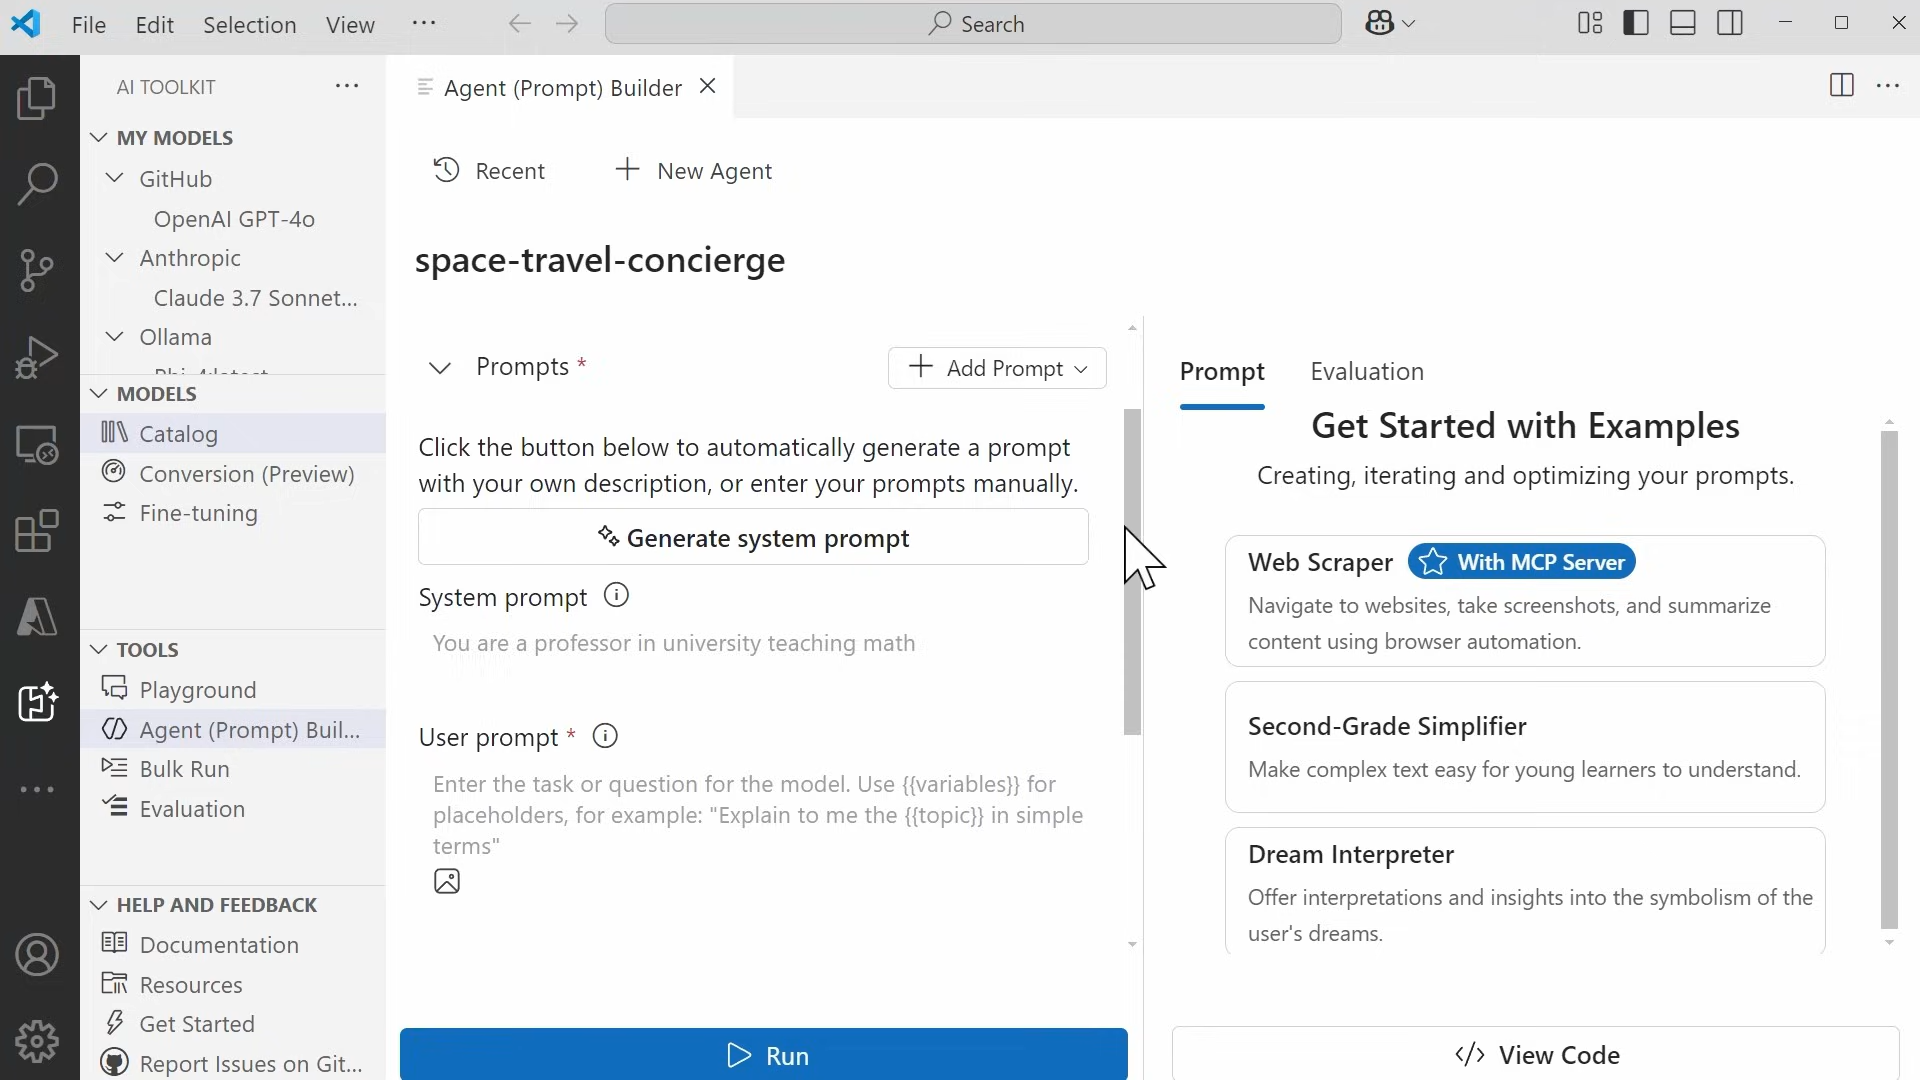 File Edit Selection View ···
Search
AI TOOLKIT ···
MY MODELS
GitHub
OpenAI GPT-4o
Anthropic
Claude 3.7 Sonnet...
Ollama
MODELS
Catalog
Conversion (Preview)
Fine-tuning
TOOLS
Playground
Agent (Prompt) Buil...
Bulk Run
Evaluation
HELP AND FEEDBACK
Documentation
Resources
Get Started
Report Issues on Git...
Agent (Prompt) Builder
Recent
New Agent
space-travel-concierge
Prompts *
Add Prompt
Click the button below to automatically generate a prompt
with your own description, or enter your prompts manually.
Generate system prompt
System prompt
You are a professor in university teaching math
User prompt *
Enter the task or question for the model. Use {{variables}} for
placeholders, for example: "Explain to me the {{topic}} in simple
terms"
Run
Prompt
Evaluation
Get Started with Examples
Creating, iterating and optimizing your prompts.
Web Scraper
With MCP Server
Navigate to websites, take screenshots, and summarize
content using browser automation.
Second-Grade Simplifier
Make complex text easy for young learners to understand.
Dream Interpreter
Offer interpretations and insights into the symbolism of the
user's dreams.
</> View Code